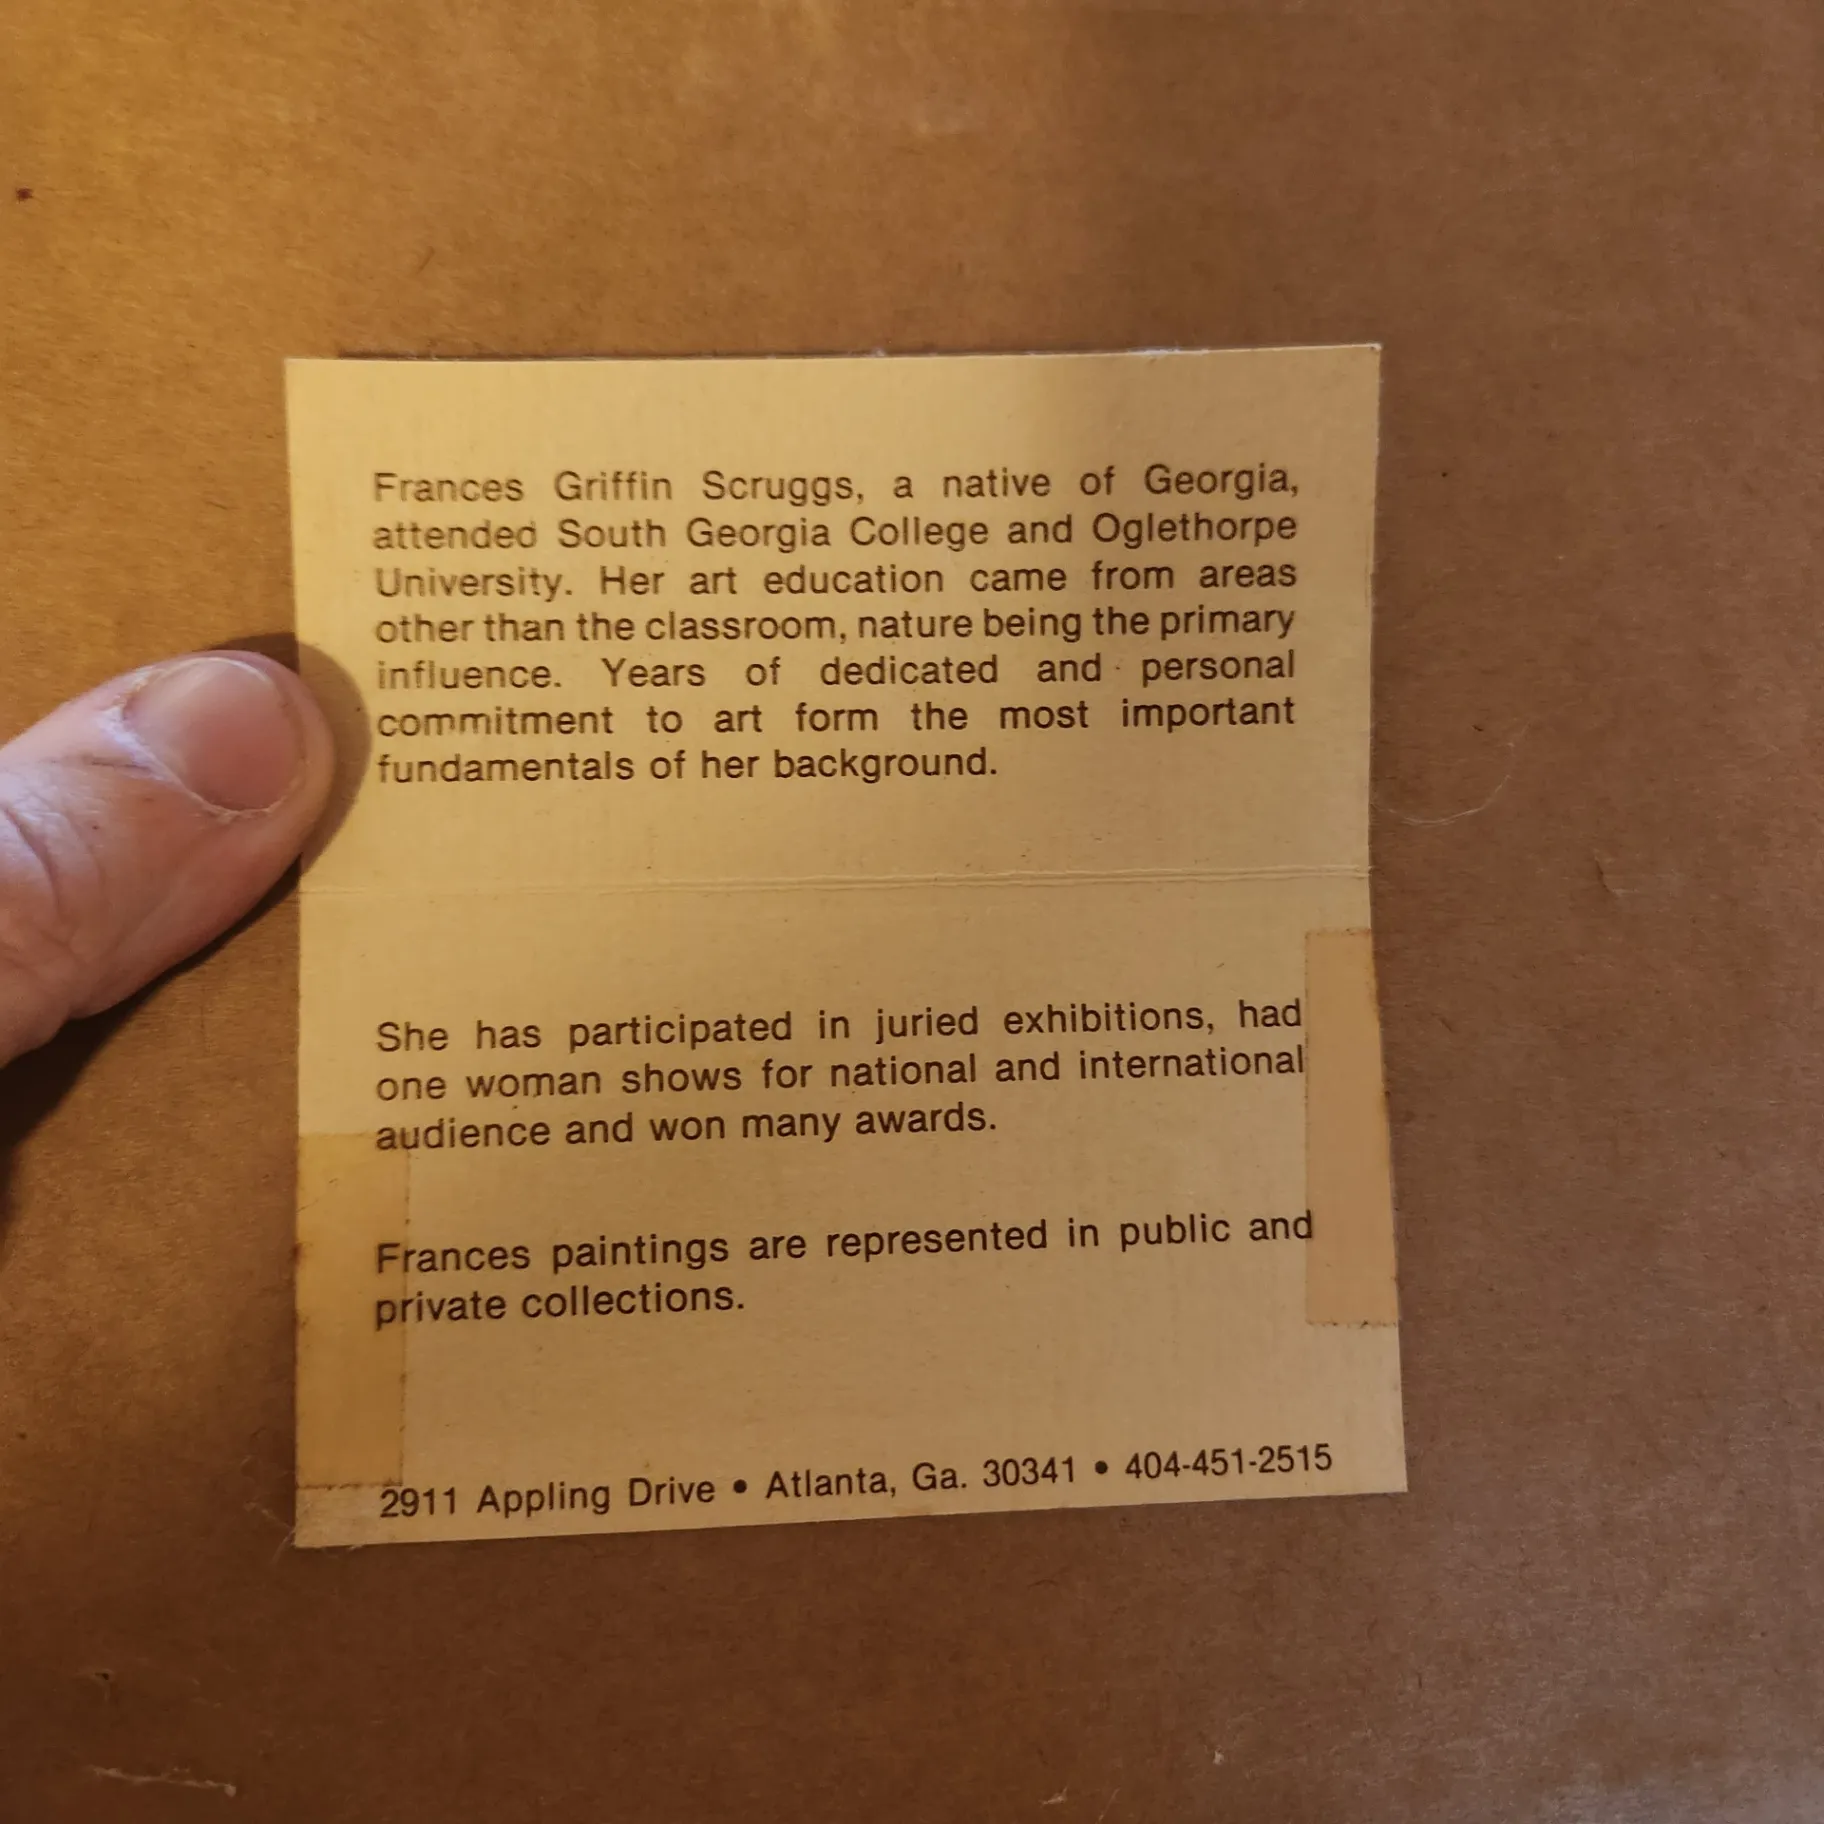 Frances Griffin Scruggs, a native of Georgia,
attended South Georgia College and Oglethorpe
University. Her art education came from areas
other than the classroom, nature being the primary
influence. Years of dedicated and personal
commitment to art form the most important
fundamentals of her background.
She has participated in juried exhibitions, had
one woman shows for national and international
audience and won many awards.
Frances paintings are represented in public and
private collections.
2911 Appling Drive • Atlanta, Ga. 30341 • 404-451-2515